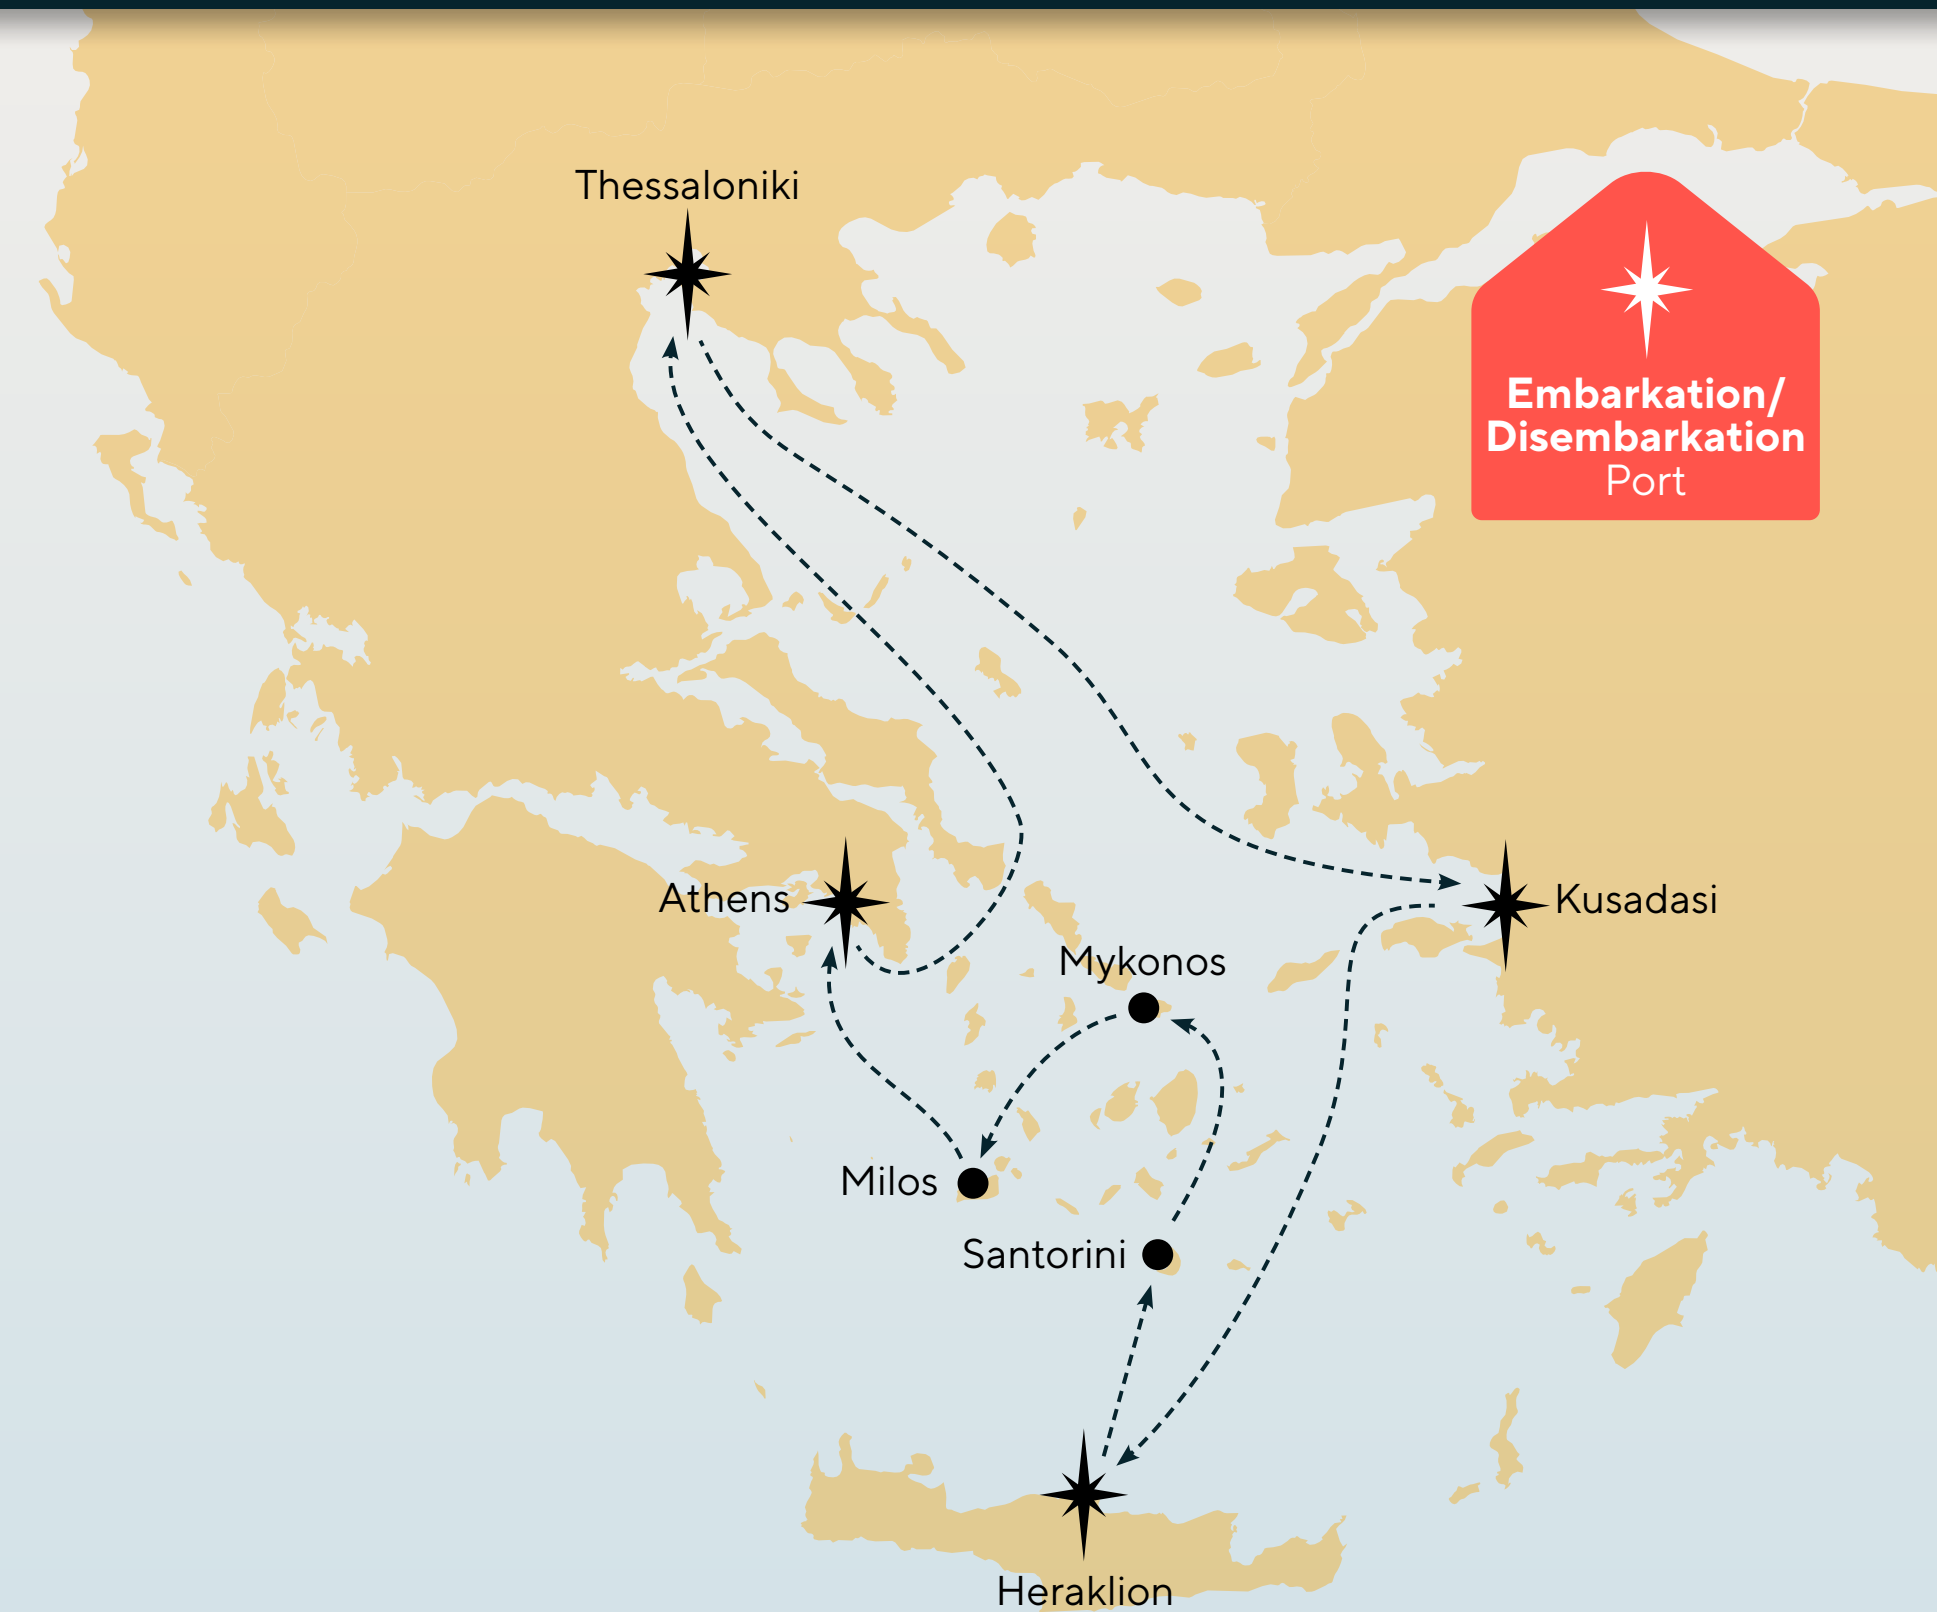 Thessaloniki
Embarkation/
Disembarkation
Port
Athens
Kusadasi
Mykonos
Milos
Santorini
Heraklion